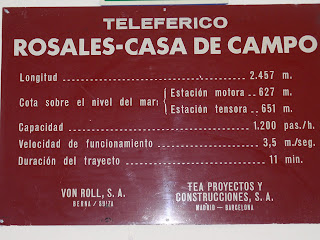 TELEFERICO
ROSALES-CASA DE CAMPO
Longitud 2.457 m.
Cota sobre el nivel del mar: { Estación motora 627 m.
Estación tensora 651 m.
Capacidad 1.200 pas./h.
Velocidad de funcionamiento 3,5 m./seg.
Duración del trayecto 11 min.
VON ROLL, S. A. TEA PROYECTOS Y
BERNA / SUIZA CONSTRUCCIONES, S. A.
MADRID — BARCELONA